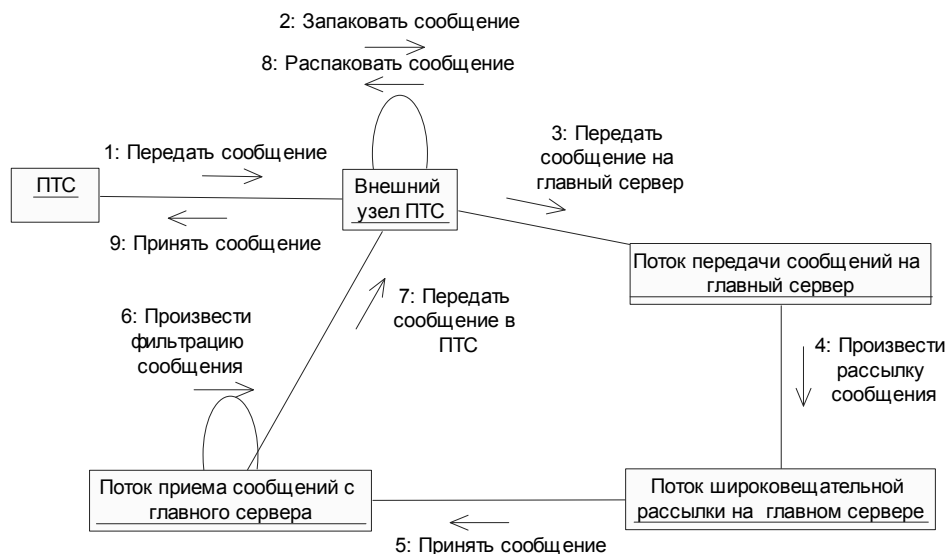 2: Запаковать сообщение
8: Распаковать сообщение
1: Передать сообщение
3: Передать
сообщение на
главный сервер
ПТС
Внешний
узел ПТС
9: Принять сообщение
Поток передачи сообщений на
главный сервер
7: Передать
сообщение в
ПТС
6: Произвести
фильтрацию
сообщения
4: Произвести
рассылку
сообщения
Поток приема сообщений с
главного сервера
Поток широковещательной
рассылки на главном сервере
5: Принять сообщение